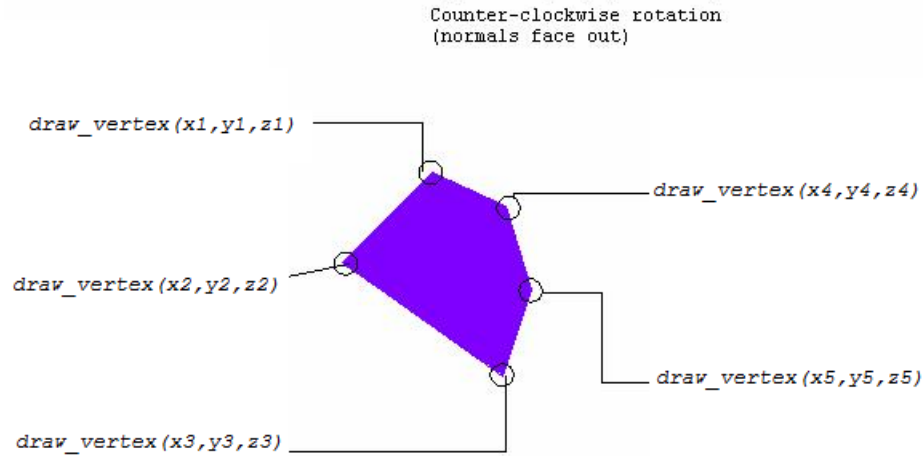 Counter-clockwise rotation
(normals face out)
draw_vertex(x1,y1,z1)
draw_vertex(x4,y4,z4)
draw_vertex(x2,y2,z2)
draw_vertex(x5,y5,z5)
draw_vertex(x3,y3,z3)